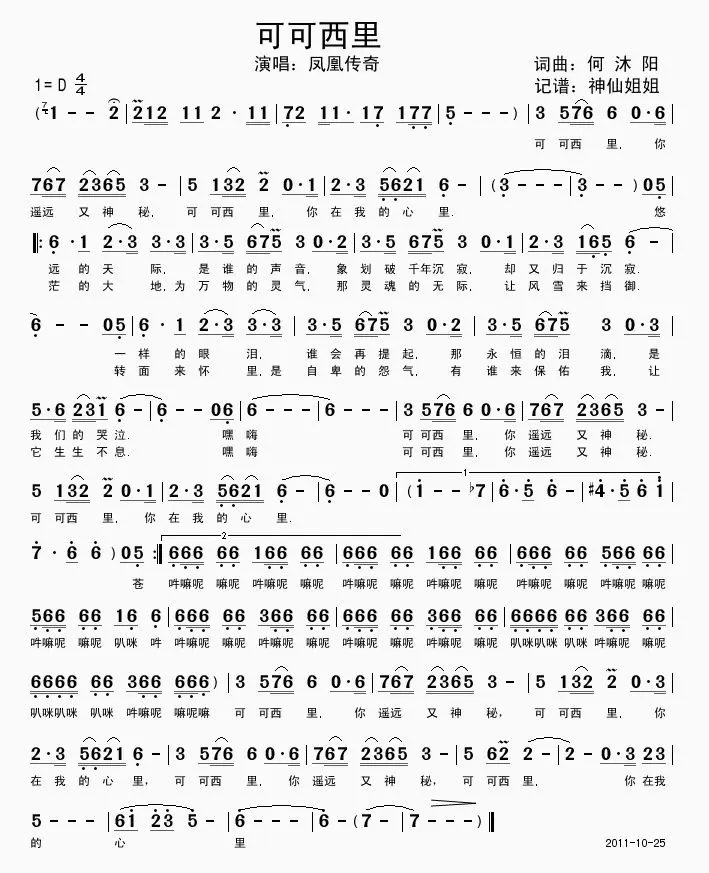 可可西里
演唱：凤凰传奇
词曲：何 沐 阳
1=D 4/4
记谱：神仙姐姐
(7 1 - - 2 | 2 12 11 2 · 11 | 72 11·11 17 177 | 5 - - -) | 3 576 6 0·6 |
可 可西 里， 你
767 2365 3 - | 5 132 2 0·1 | 2·3 5621 6 - | (3 - - - | 3 - -) 05 |
遥远 又 神 秘， 可 可西 里， 你 在 我 的 心 里． 悠
|: 6·1 2·3 3·3 | 3·5 675 3 0·2 | 3·5 675 3 0·1 | 2·3 165 6 - |
远 的 天 际， 是 谁 的 声 音， 象 划 破 千年沉 寂， 却 又 归 于 沉 寂．
茫 的 大 地，为 万 物 的 灵 气， 那 灵 魂 的 无 际， 让 风 雪 来 挡 御．
6 - - 05 | 6·1 2·3 3·3 | 3·5 675 3 0·2 | 3·5 675 3 0·3 |
一 样 的 眼 泪， 谁 会 再 提 起， 那 永 恒 的 泪 滴， 是
转 面 来 怀 里，是 自 卑 的 怨 气， 有 谁 来 保 佑 我，让
5·6 231 6 - | 6 - - 06 | 6 - - - | 6 - - - | 3 576 6 0·6 | 767 2365 3 - |
我 们 的 哭 泣． 嘿 嗨 可 可西 里， 你 遥 远 又 神 秘．
它 生 生 不 息． 嘿 嗨 可 可西 里， 你 遥 远 又 神 秘．
5 132 2 0·1 | 2·3 5621 6 - | 6 - - 0 | (1 - - b7 | 6·5 6 - | #4·5 6 1 |
1
可 可西 里， 你 在 我 的 心 里．
7·6 6) 05 :| 666 66 166 66 | 666 66 166 66 | 666 66 566 66 |
2
苍 吽嘛呢 嘛呢 吽嘛呢 嘛呢 吽嘛呢 嘛呢 吽嘛呢 嘛呢 吽嘛呢 嘛呢 吽嘛呢 嘛呢
566 66 16 6 | 666 66 366 66 | 666 66 366 66 | 6666 66 366 66 |
吽嘛呢 嘛呢 叭咪 吽 吽嘛呢 嘛呢 吽嘛呢 嘛呢 吽嘛呢 嘛呢 吽嘛呢 嘛呢 叭咪叭咪 叭咪 吽嘛呢 嘛呢
6666 66 366 666) | 3 576 6 0·6 | 767 2365 3 - | 5 132 2 0·3 |
叭咪叭咪 叭咪 吽嘛呢 嘛呢嘛 可 可西 里， 你 遥远 又 神 秘， 可 可西 里， 你
2·3 5621 6 - | 3 576 6 0·6 | 767 2365 3 - | 5 62 2 - | 2 - 0·3 23 |
在 我 的 心 里， 可 可西 里， 你 遥远 又 神 秘， 可 可西 里， 你 在我
5 - - - | 61 23 5 - | 6 - - - | 6 - (7 - | 7 - - -) ‖
的 心 里
2011-10-25